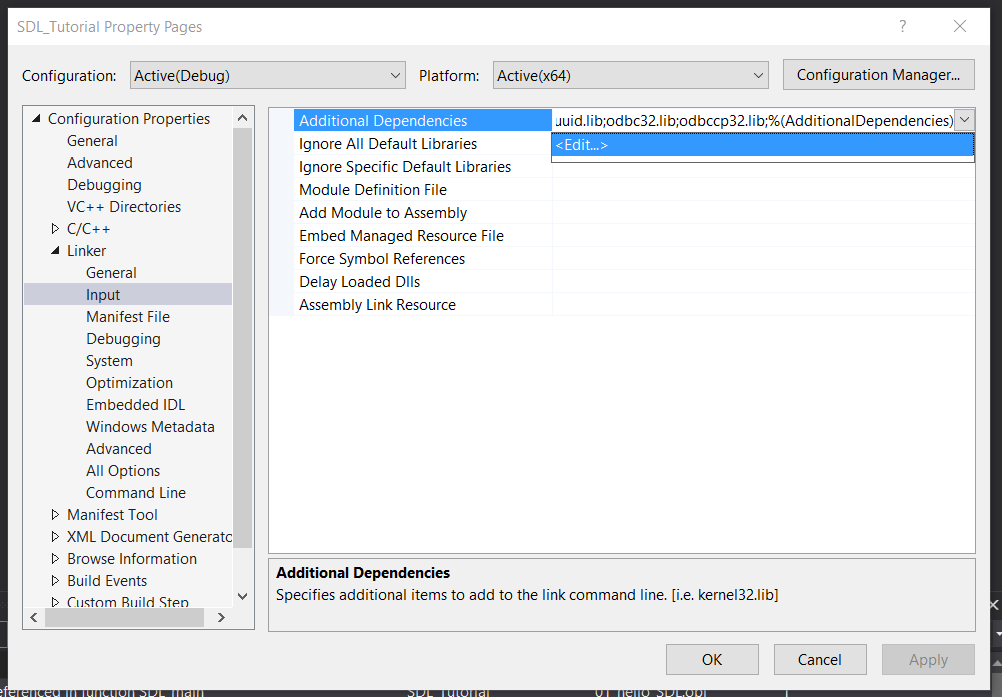 SDL_Tutorial Property Pages
Configuration: Active(Debug) Platform: Active(x64) Configuration Manager...
Configuration Properties
General
Advanced
Debugging
VC++ Directories
C/C++
Linker
General
Input
Manifest File
Debugging
System
Optimization
Embedded IDL
Windows Metadata
Advanced
All Options
Command Line
Manifest Tool
XML Document Generato
Browse Information
Build Events
Custom Build Step
Additional Dependencies uuid.lib;odbc32.lib;odbccp32.lib;%(AdditionalDependencies)
<Edit...>
Ignore All Default Libraries
Ignore Specific Default Libraries
Module Definition File
Add Module to Assembly
Embed Managed Resource File
Force Symbol References
Delay Loaded Dlls
Assembly Link Resource
Additional Dependencies
Specifies additional items to add to the link command line. [i.e. kernel32.lib]
OK Cancel Apply
eferenced in function SDL_main SDL_Tutorial 01_hello_SDL.obj 1